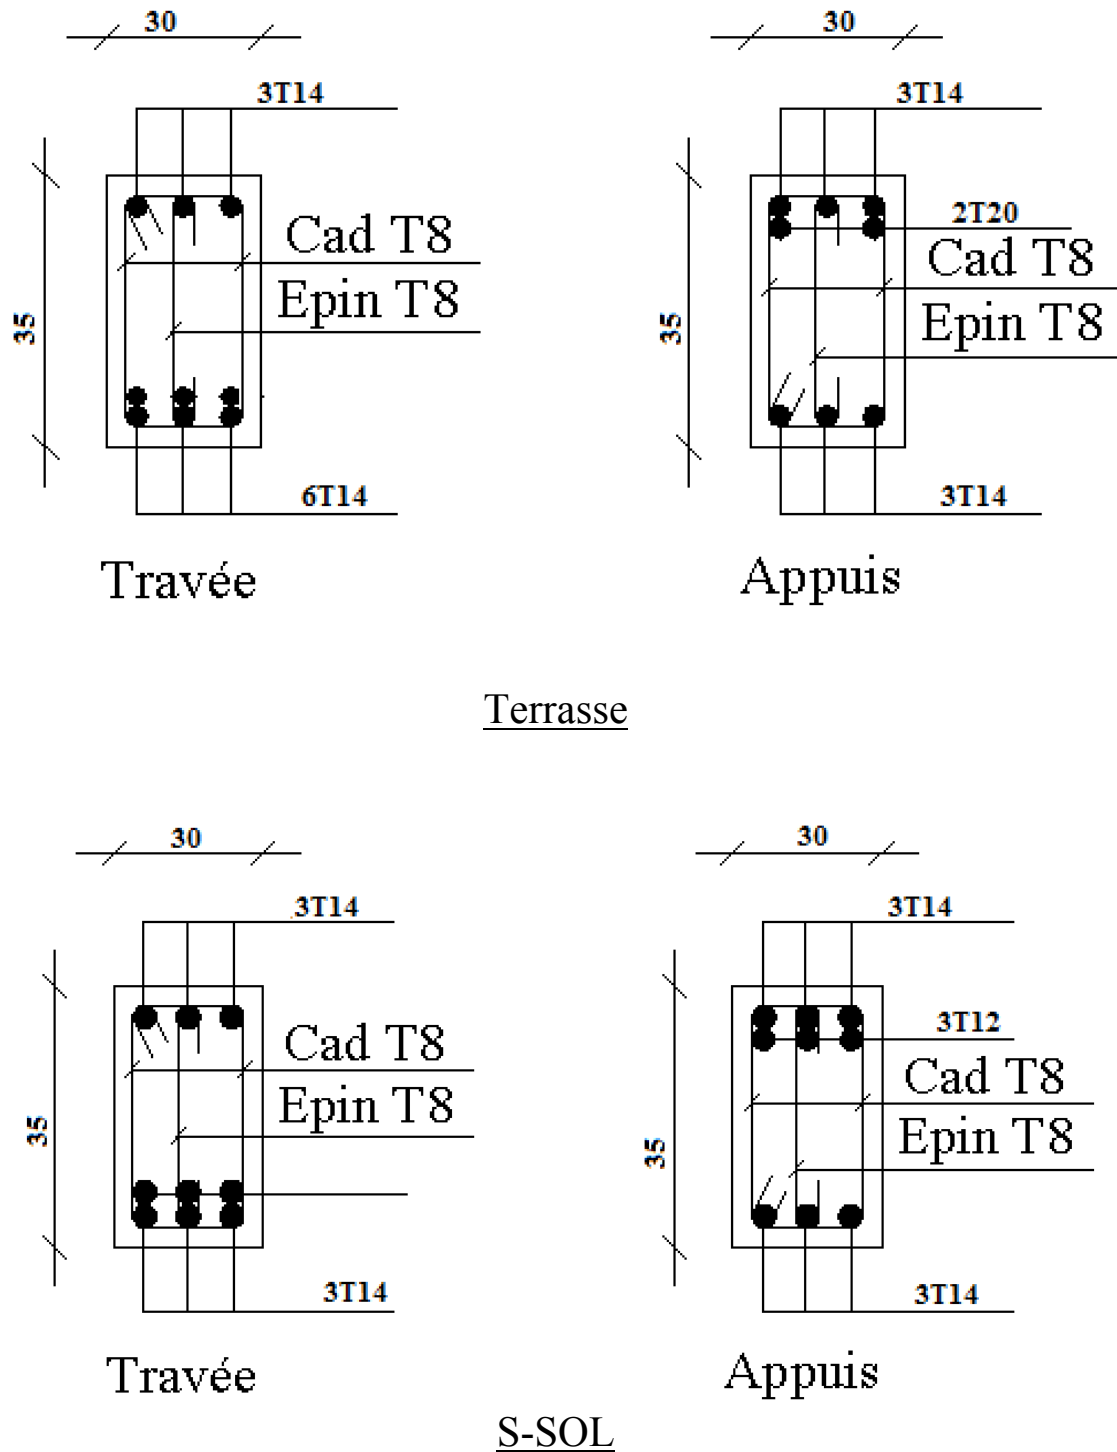 30
3T14
35
Cad T8
Epin T8
6T14
Travée
30
3T14
2T20
35
Cad T8
Epin T8
3T14
Appuis
Terrasse
30
3T14
35
Cad T8
Epin T8
3T14
Travée
30
3T14
3T12
35
Cad T8
Epin T8
3T14
Appuis
S-SOL